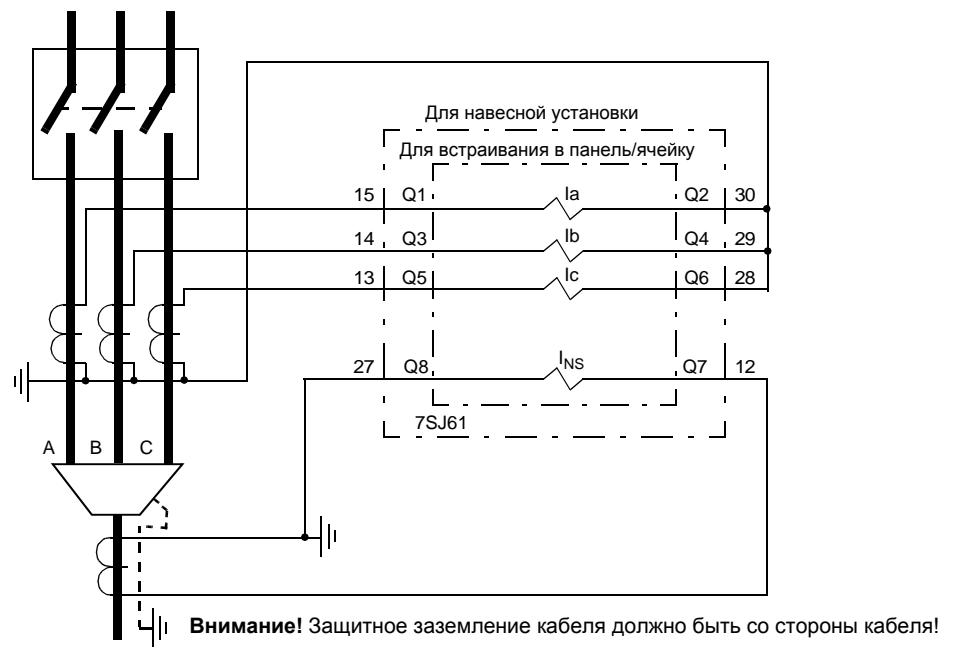 Для навесной установки
Для встраивания в панель/ячейку
15 Q1 Ia Q2 30
14 Q3 Ib Q4 29
13 Q5 Ic Q6 28
27 Q8 INS Q7 12
7SJ61
A B C
Внимание! Защитное заземление кабеля должно быть со стороны кабеля!